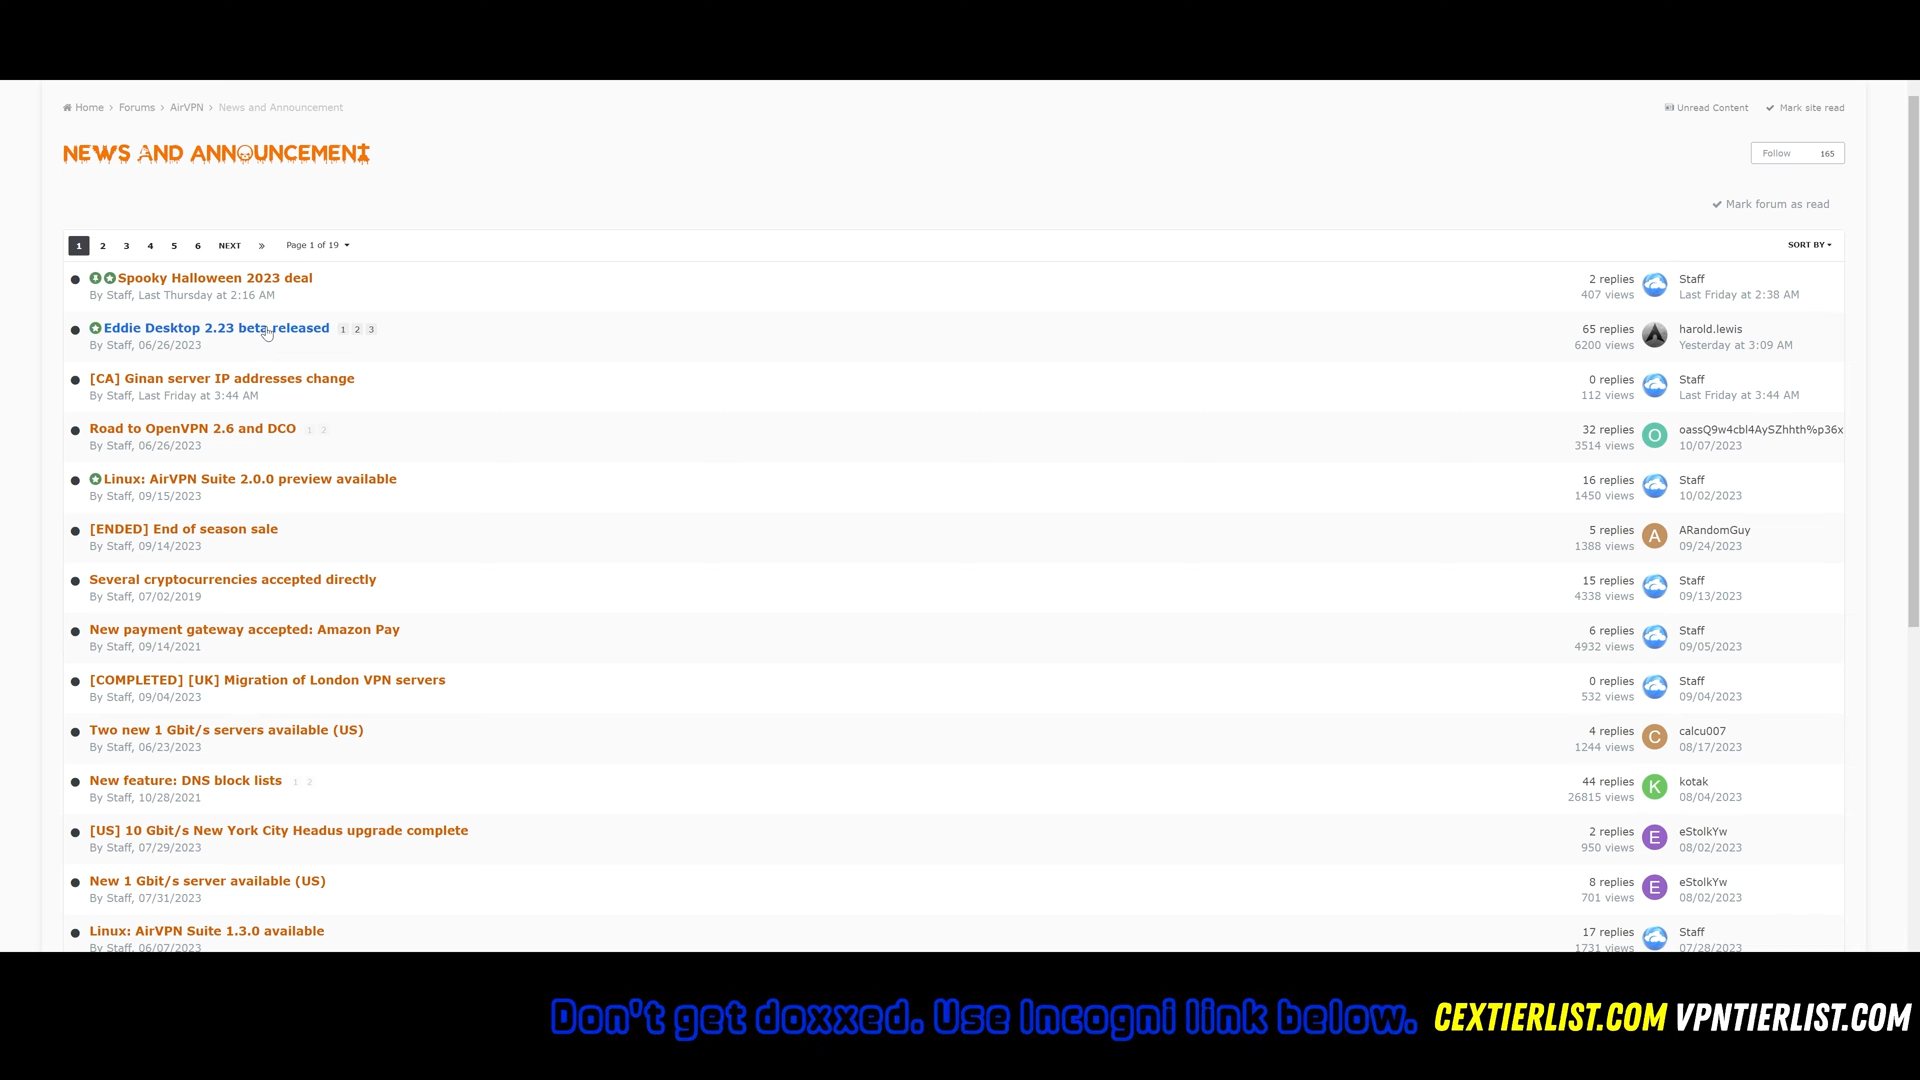 Home > Forums > AirVPN > News and Announcement
Unread Content Mark site read
NEWS AND ANNOUNCEMENT
Follow 165
Mark forum as read
1 2 3 4 5 6 NEXT » Page 1 of 19
SORT BY
Spooky Halloween 2023 deal
By Staff, Last Thursday at 2:16 AM
2 replies
407 views
Staff
Last Friday at 2:38 AM
Eddie Desktop 2.23 beta released 1 2 3
By Staff, 06/26/2023
65 replies
6200 views
harold.lewis
Yesterday at 3:09 AM
[CA] Ginan server IP addresses change
By Staff, Last Friday at 3:44 AM
0 replies
112 views
Staff
Last Friday at 3:44 AM
Road to OpenVPN 2.6 and DCO 1 2
By Staff, 06/26/2023
32 replies
3514 views
O
oassQ9w4cbl4AySZhhth%p36x
10/07/2023
Linux: AirVPN Suite 2.0.0 preview available
By Staff, 09/15/2023
16 replies
1450 views
Staff
10/02/2023
[ENDED] End of season sale
By Staff, 09/14/2023
5 replies
1388 views
A
ARandomGuy
09/24/2023
Several cryptocurrencies accepted directly
By Staff, 07/02/2019
15 replies
4338 views
Staff
09/13/2023
New payment gateway accepted: Amazon Pay
By Staff, 09/14/2021
6 replies
4932 views
Staff
09/05/2023
[COMPLETED] [UK] Migration of London VPN servers
By Staff, 09/04/2023
0 replies
532 views
Staff
09/04/2023
Two new 1 Gbit/s servers available (US)
By Staff, 06/23/2023
4 replies
1244 views
C
calcu007
08/17/2023
New feature: DNS block lists 1 2
By Staff, 10/28/2021
44 replies
26815 views
K
kotak
08/04/2023
[US] 10 Gbit/s New York City Headus upgrade complete
By Staff, 07/29/2023
2 replies
950 views
E
eStolkYw
08/02/2023
New 1 Gbit/s server available (US)
By Staff, 07/31/2023
8 replies
701 views
E
eStolkYw
08/02/2023
Linux: AirVPN Suite 1.3.0 available
By Staff, 06/07/2023
17 replies
1731 views
Staff
07/28/2023
Don't get doxxed. Use Incogni link below.
CEXTIERLIST.COM VPNTIERLIST.COM